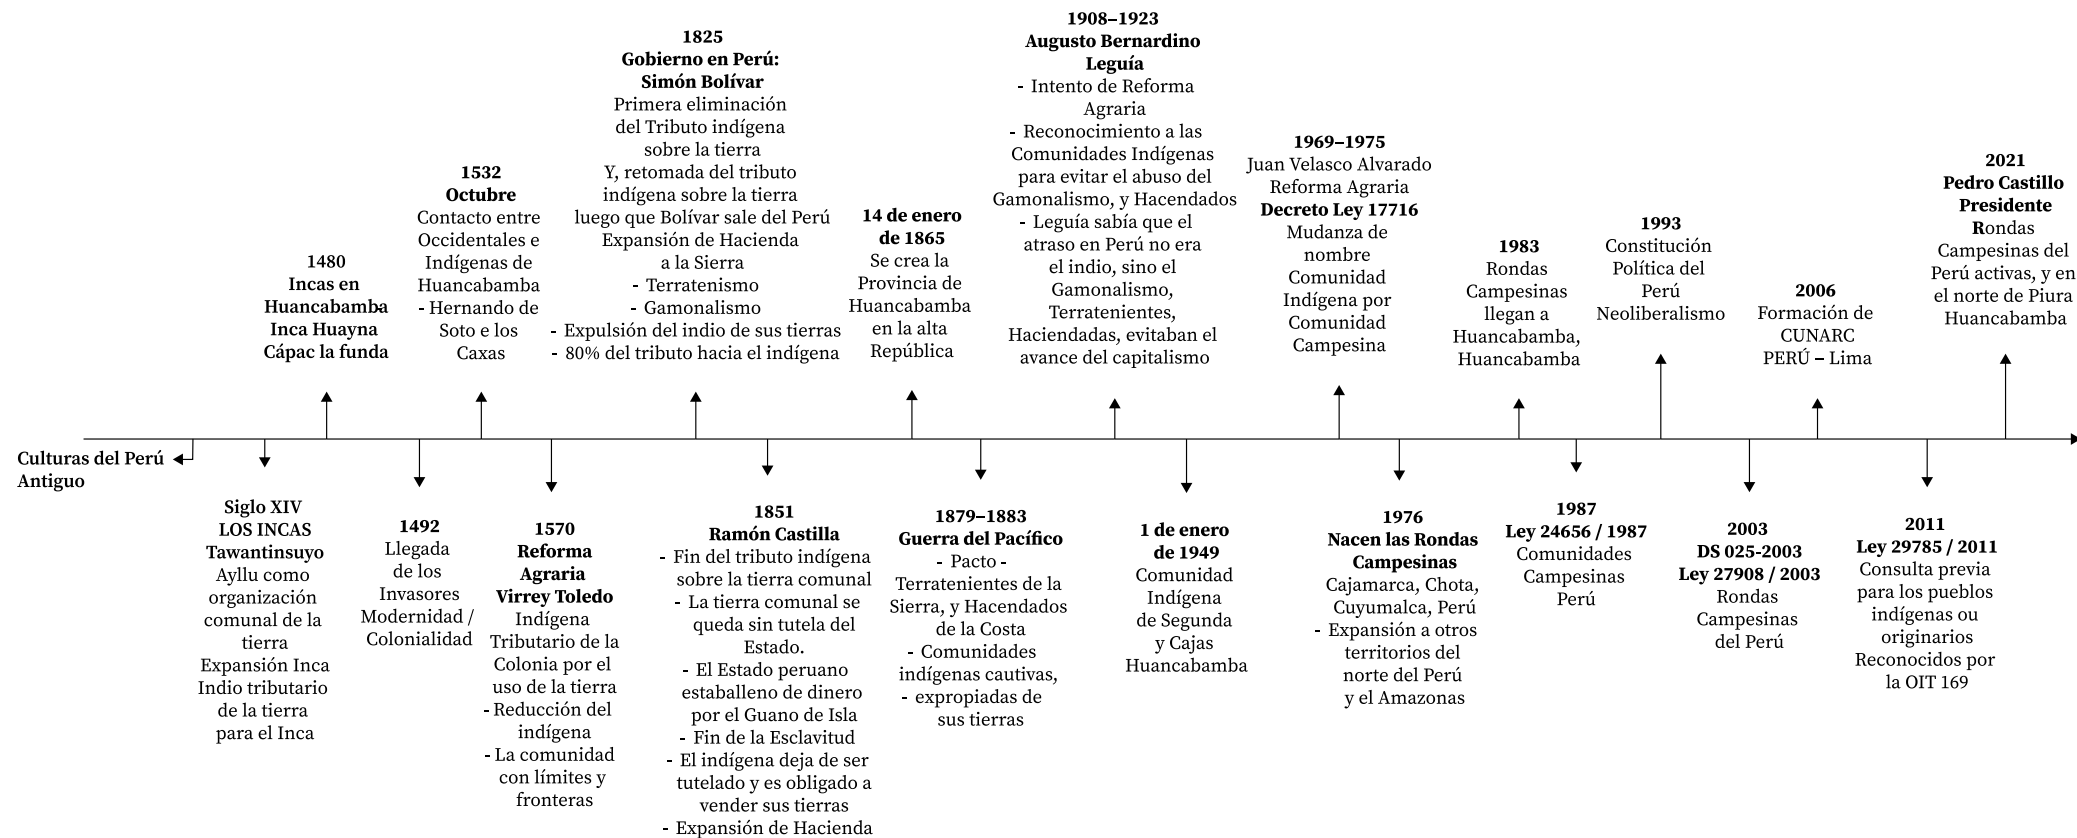 Culturas del Perú
Antiguo
Siglo XIV
LOS INCAS
Tawantinsuyo
Ayllu como
organización
comunal de la
tierra
Expansión Inca
Indio tributario
de la tierra
para el Inca
1480
Incas en
Huancabamba
Inca Huayna
Cápac la funda
1492
Llegada
de los
Invasores
Modernidad /
Colonialidad
1532
Octubre
Contacto entre
Occidentales e
Indígenas de
Huancabamba
- Hernando de
Soto e los
Caxas
1570
Reforma
Agraria
Virrey Toledo
Indígena
Tributario de la
Colonia por el
uso de la tierra
- Reducción del
indígena
- La comunidad
con límites y
fronteras
1825
Gobierno en Perú:
Simón Bolívar
Primera eliminación
del Tributo indígena
sobre la tierra
Y, retomada del tributo
indígena sobre la tierra
luego que Bolívar sale del Perú
Expansión de Hacienda
a la Sierra
- Terratenismo
- Gamonalismo
- Expulsión del indio de sus tierras
- 80% del tributo hacia el indígena
1851
Ramón Castilla
- Fin del tributo indígena
sobre la tierra comunal
- La tierra comunal se
queda sin tutela del
Estado.
- El Estado peruano
estaballeno de dinero
por el Guano de Isla
- Fin de la Esclavitud
- El indígena deja de ser
tutelado y es obligado a
vender sus tierras
- Expansión de Hacienda
14 de enero
de 1865
Se crea la
Provincia de
Huancabamba
en la alta
República
1879–1883
Guerra del Pacífico
- Pacto -
Terratenientes de la
Sierra, y Hacendados
de la Costa
- Comunidades
indígenas cautivas,
- expropiadas de
sus tierras
1908–1923
Augusto Bernardino
Leguía
- Intento de Reforma
Agraria
- Reconocimiento a las
Comunidades Indígenas
para evitar el abuso del
Gamonalismo, y Hacendados
- Leguía sabía que el
atraso en Perú no era
el indio, sino el
Gamonalismo,
Terratenientes,
Haciendadas, evitaban el
avance del capitalismo
1 de enero
de 1949
Comunidad
Indígena
de Segunda
y Cajas
Huancabamba
1969–1975
Juan Velasco Alvarado
Reforma Agraria
Decreto Ley 17716
Mudanza de
nombre
Comunidad
Indígena por
Comunidad
Campesina
1976
Nacen las Rondas
Campesinas
Cajamarca, Chota,
Cuyumalca, Perú
- Expansión a otros
territorios del
norte del Perú
y el Amazonas
1983
Rondas
Campesinas
llegan a
Huancabamba,
Huancabamba
1987
Ley 24656 / 1987
Comunidades
Campesinas
Perú
1993
Constitución
Política del
Perú
Neoliberalismo
2003
DS 025-2003
Ley 27908 / 2003
Rondas
Campesinas
del Perú
2006
Formación de
CUNARC
PERÚ – Lima
2011
Ley 29785 / 2011
Consulta previa
para los pueblos
indígenas ou
originarios
Reconocidos por
la OIT 169
2021
Pedro Castillo
Presidente
Rondas
Campesinas del
Perú activas, y en
el norte de Piura
Huancabamba